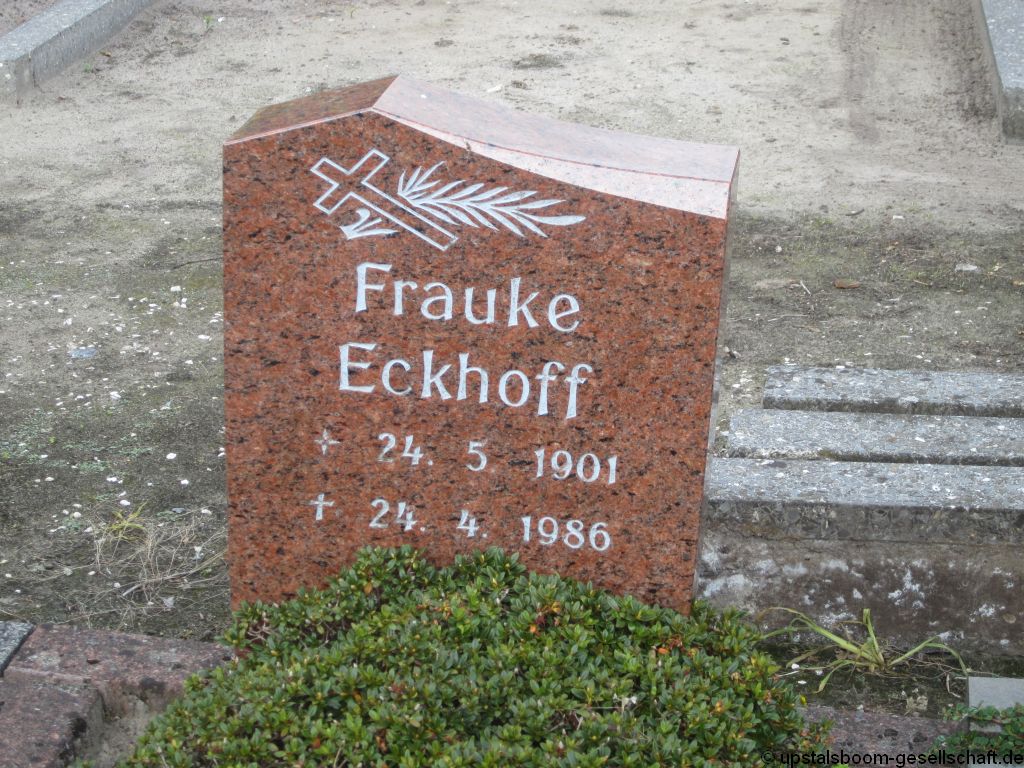 Frauke
Eckhoff
24. 5. 1901
† 24. 4. 1986
© upstalsboom-gesellschaft.de